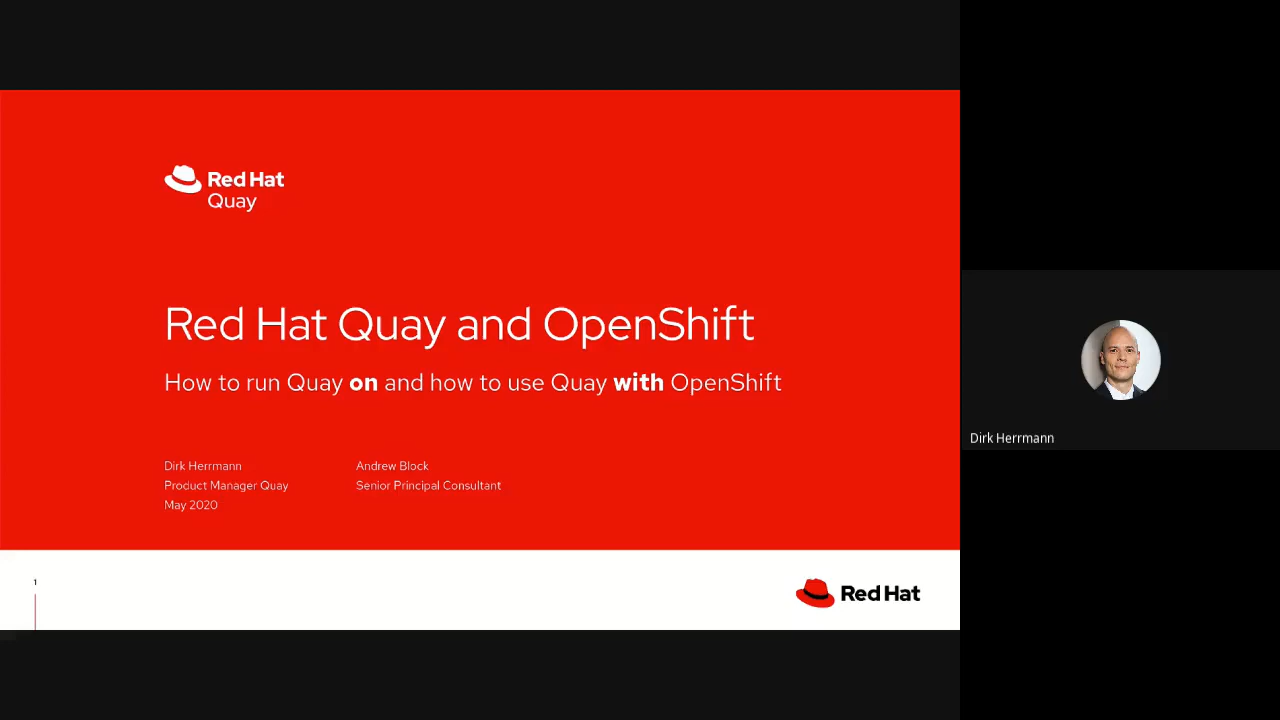 Red Hat
Quay
Red Hat Quay and OpenShift
How to run Quay on and how to use Quay with OpenShift
Dirk Herrmann
Product Manager Quay
May 2020
Andrew Block
Senior Principal Consultant
1
Red Hat
Dirk Herrmann